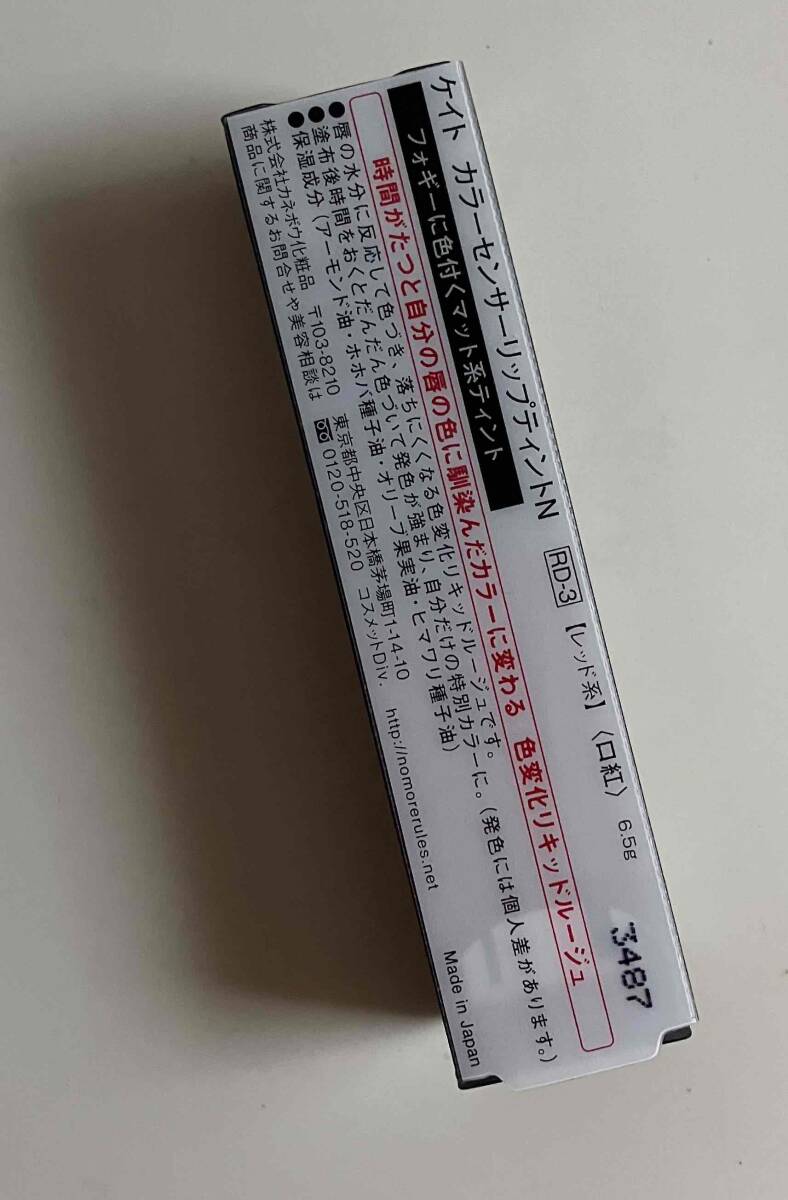 ケイト カラーセンサーリップティントN RD-3 【レッド系】 〈口紅〉 6.5g
フォギーに色付くマット系ティント
時間がたつと自分の唇の色に馴染んだカラーに変わる 色変化リキッドルージュ
●唇の水分に反応して色づき、落ちにくくなる色変化リキッドルージュです。
●塗布後時間をおくとだんだん色づいて発色が強まり、自分だけの特別カラーに。(発色には個人差があります。)
●保湿成分(アーモンド油・ホホバ種子油・オリーブ果実油・ヒマワリ種子油)
株式会社カネボウ化粧品 〒103-8210 東京都中央区日本橋茅場町1-14-10
商品に関するお問合せや美容相談は 0120-518-520 コスメットDiv. http://nomorerules.net Made in Japan
3487